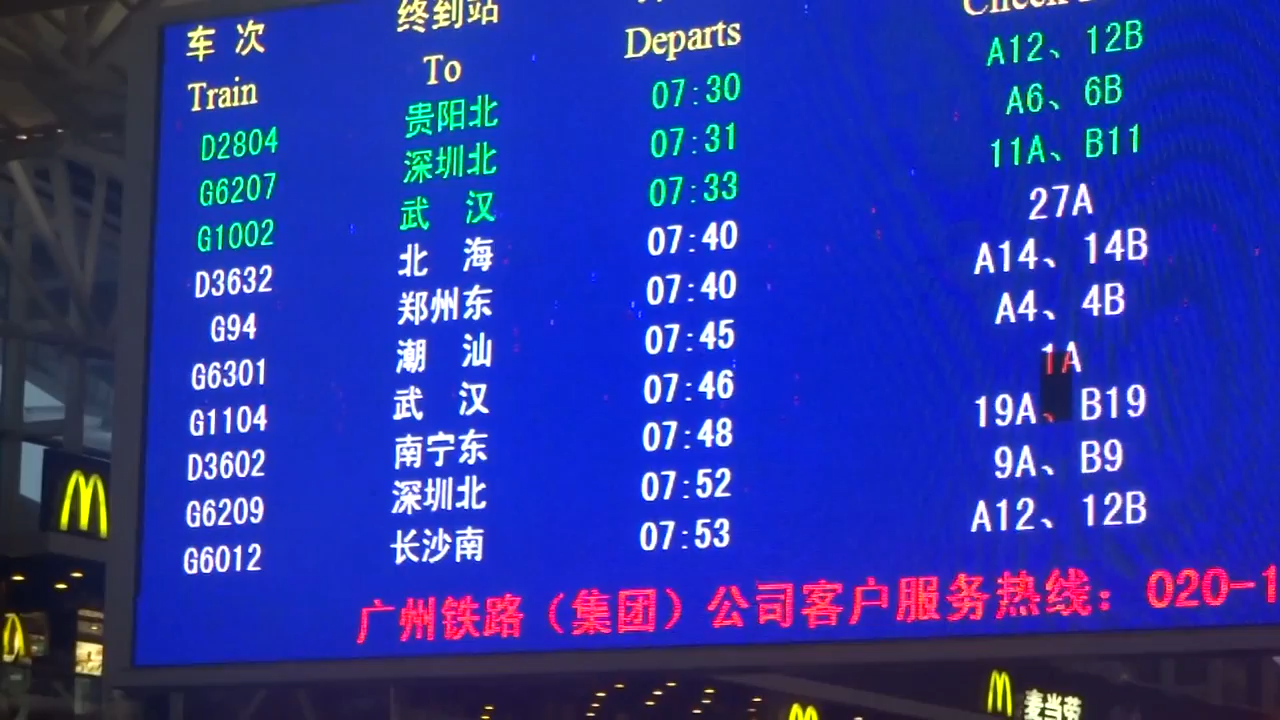 车次 终到站
Train To Departs Check
D2804 贵阳北 07:30 A12、12B
G6207 深圳北 07:31 A6、6B
G1002 武汉 07:33 11A、B11
D3632 北海 07:40 27A
G94 郑州东 07:40 A14、14B
G6301 潮汕 07:45 A4、4B
G1104 武汉 07:46 1A
D3602 南宁东 07:48 19A、B19
G6209 深圳北 07:52 9A、B9
G6012 长沙南 07:53 A12、12B
广州铁路（集团）公司客户服务热线：020-1
麦当劳